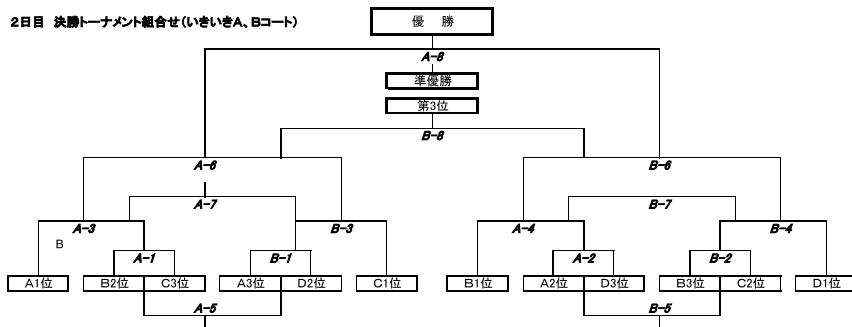 2日目 決勝トーナメント組合せ(いきいきA、Bコート)
優 勝
A-8
準優勝
第3位
B-8
A-6 B-6
A-7 B-7
A-3 B-3 A-4 B-4
B
A-1 B-1 A-2 B-2
A1位 B2位 C3位 A3位 D2位 C1位 B1位 A2位 D3位 B3位 C2位 D1位
A-5 B-5